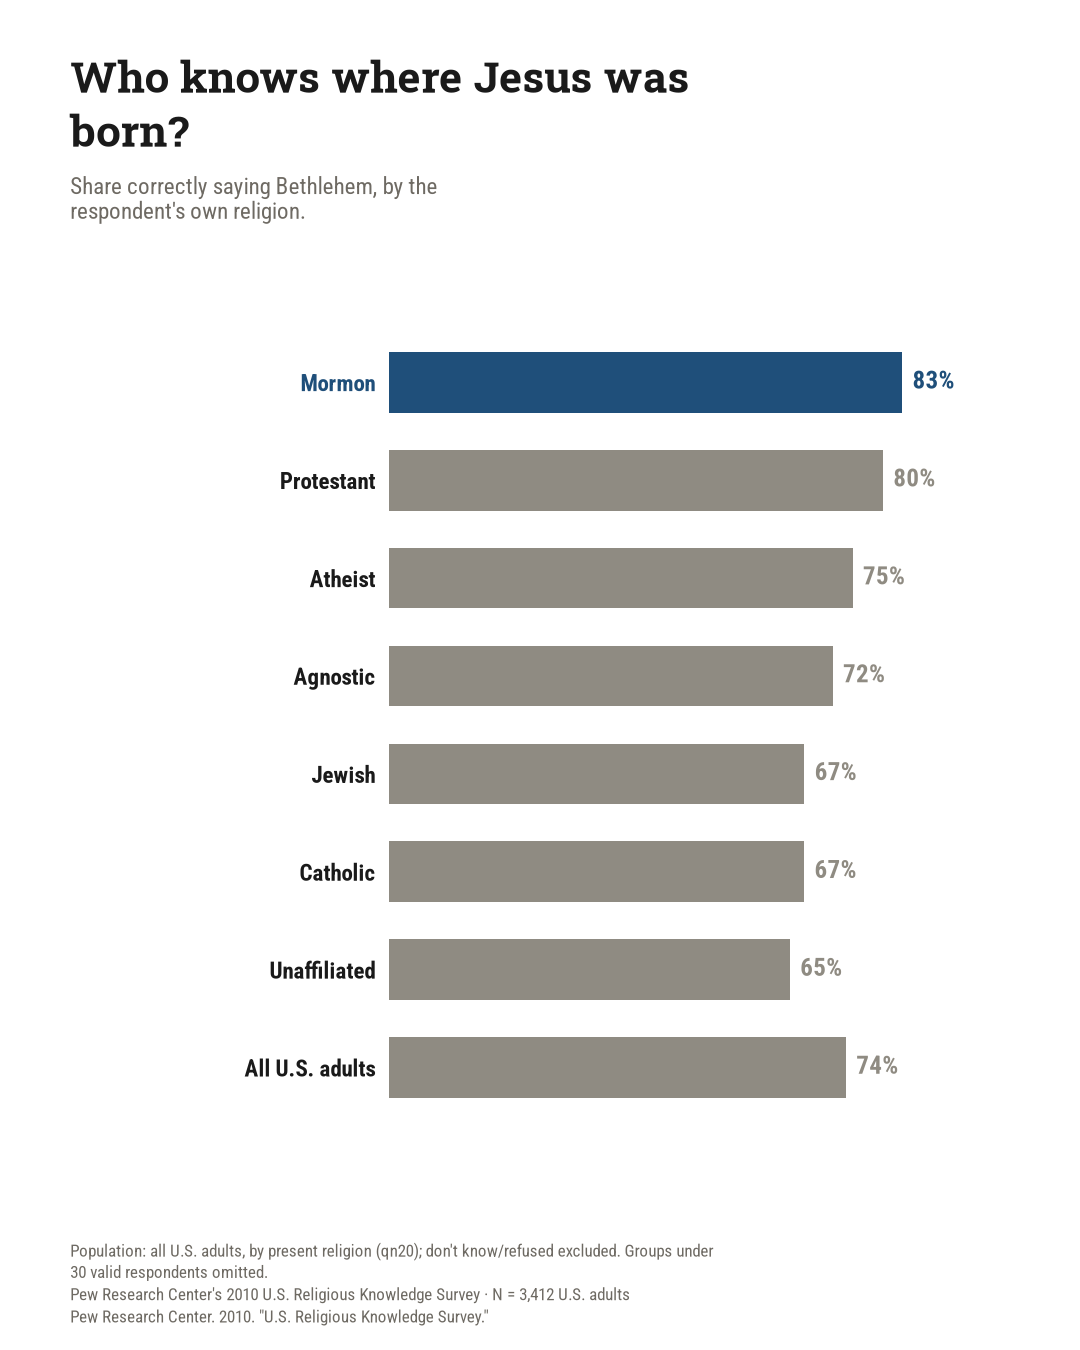 Who knows where Jesus was
born?
Share correctly saying Bethlehem, by the
respondent's own religion.
Mormon 83%
Protestant 80%
Atheist 75%
Agnostic 72%
Jewish 67%
Catholic 67%
Unaffiliated 65%
All U.S. adults 74%
Population: all U.S. adults, by present religion (qn20); don't know/refused excluded. Groups under
30 valid respondents omitted.
Pew Research Center's 2010 U.S. Religious Knowledge Survey · N = 3,412 U.S. adults
Pew Research Center. 2010. "U.S. Religious Knowledge Survey."